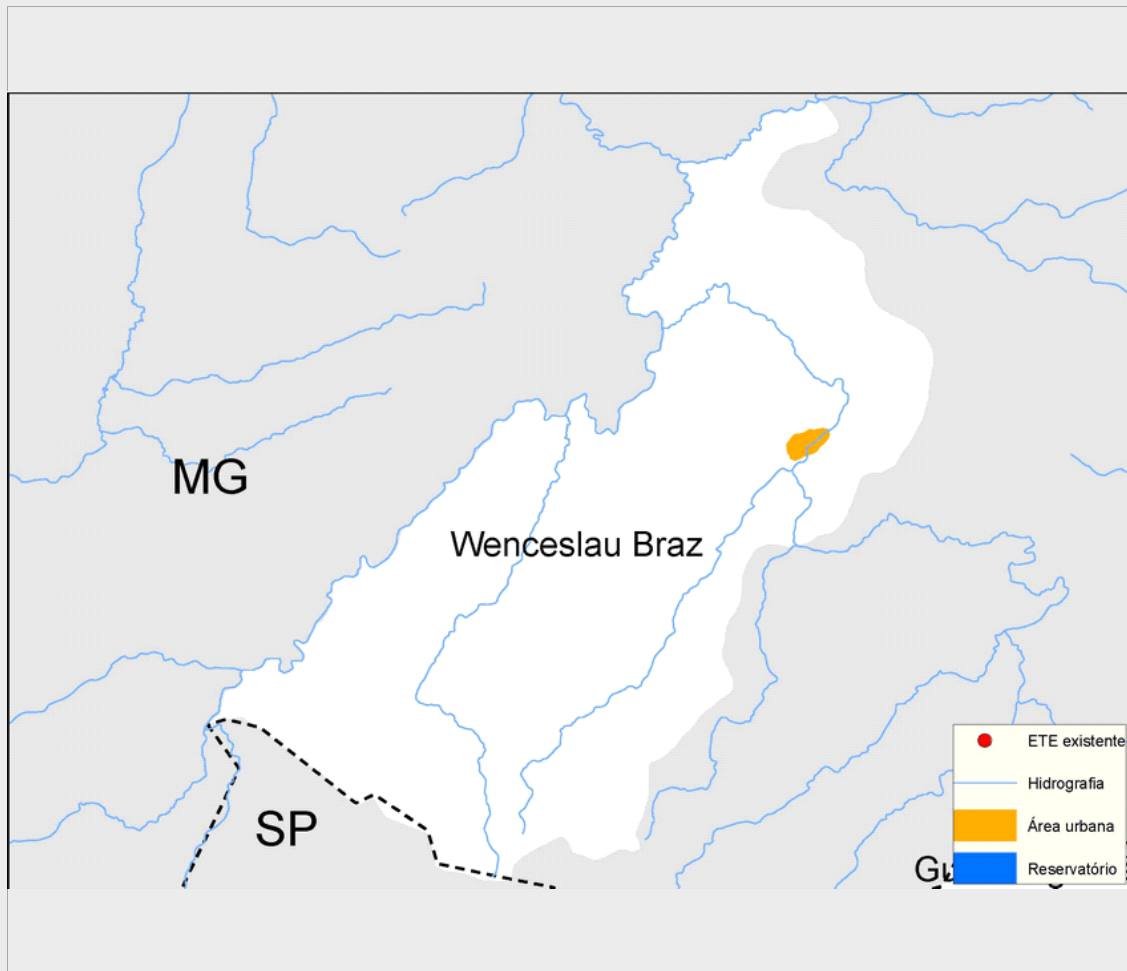 MG
Wenceslau Braz
SP
ETE existente
Hidrografia
Área urbana
Reservatório